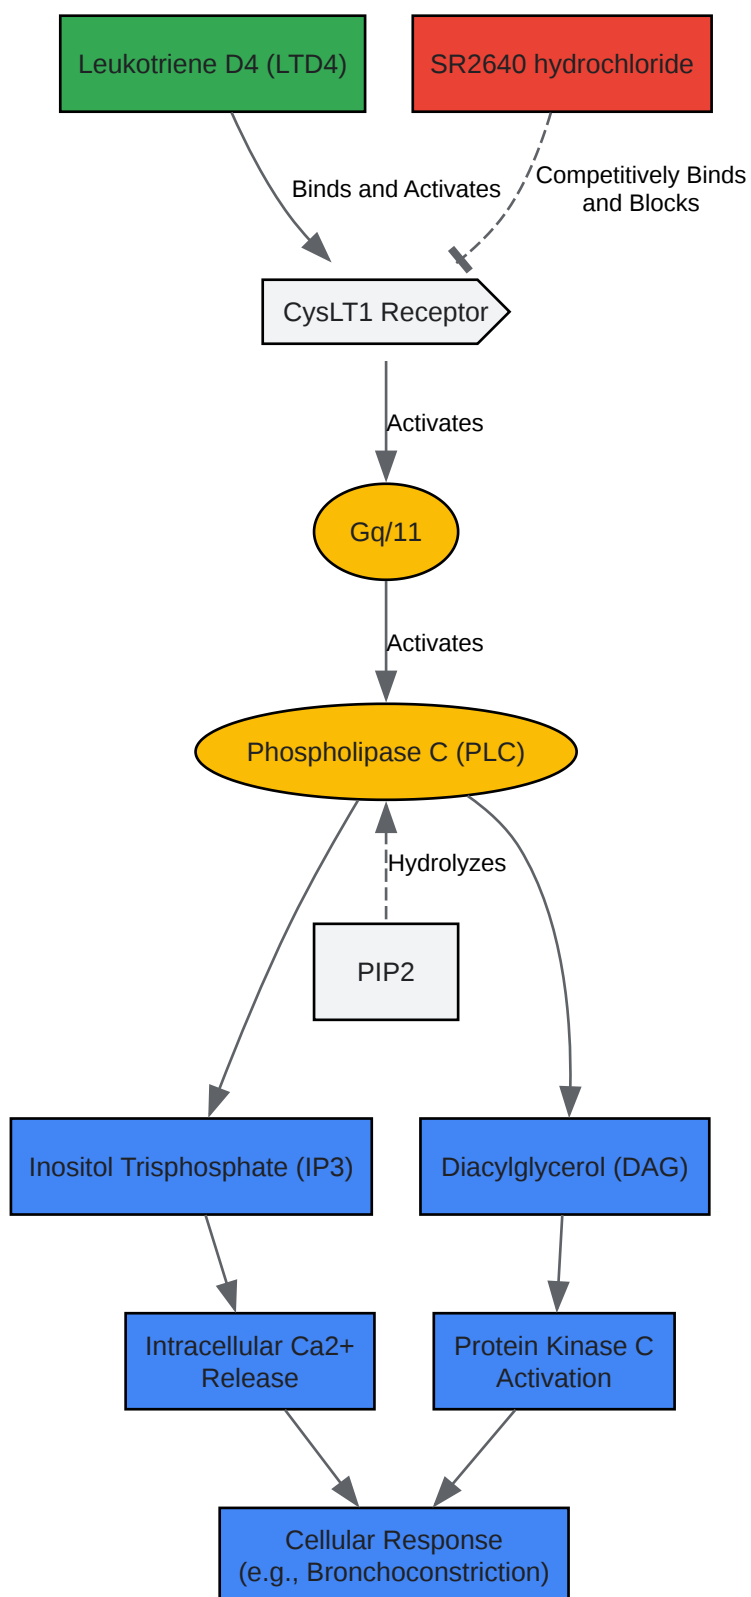 Leukotriene D4 (LTD4)
SR2640 hydrochloride
Binds and Activates
Competitively Binds
and Blocks
CysLT1 Receptor
Activates
Gq/11
Activates
Phospholipase C (PLC)
Hydrolyzes
PIP2
Inositol Trisphosphate (IP3)
Diacylglycerol (DAG)
Intracellular Ca2+
Release
Protein Kinase C
Activation
Cellular Response
(e.g., Bronchoconstriction)